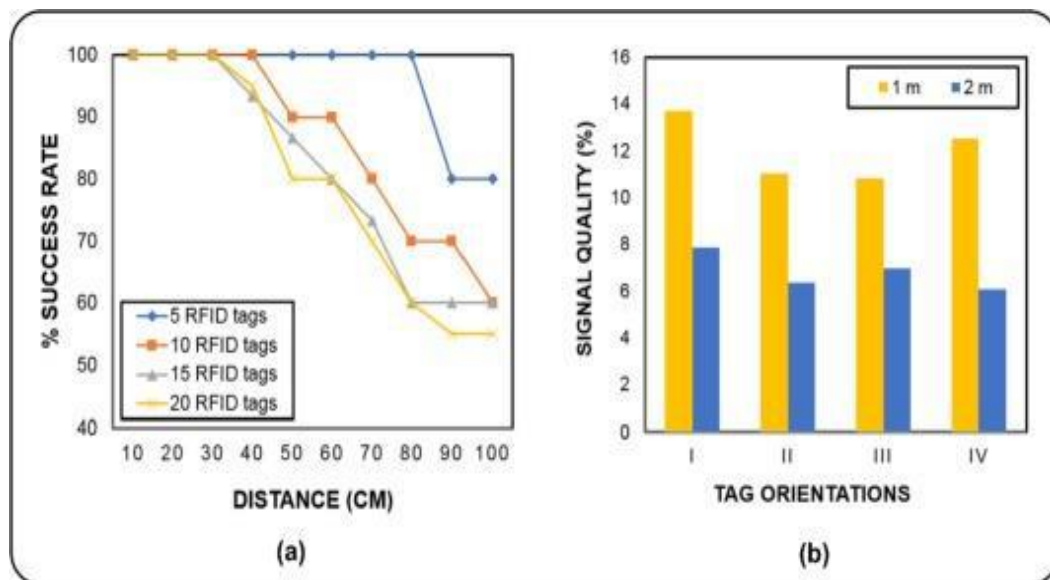 % SUCCESS RATE
100
90
80
70
60
50
40
10 20 30 40 50 60 70 80 90 100
DISTANCE (CM)
5 RFID tags
10 RFID tags
15 RFID tags
20 RFID tags
(a)
SIGNAL QUALITY (%)
16
14
12
10
8
6
4
2
0
1 m 2 m
I II III IV
TAG ORIENTATIONS
(b)